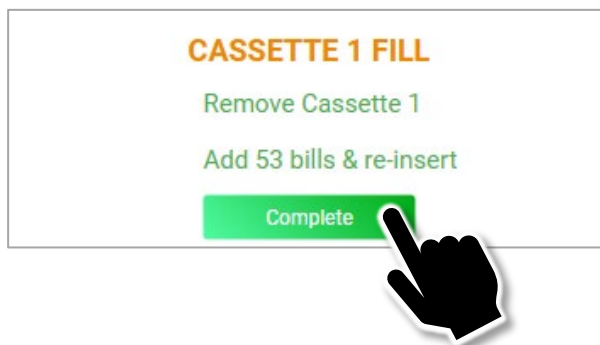 CASSETTE 1 FILL
Remove Cassette 1
Add 53 bills & re-insert
Complete